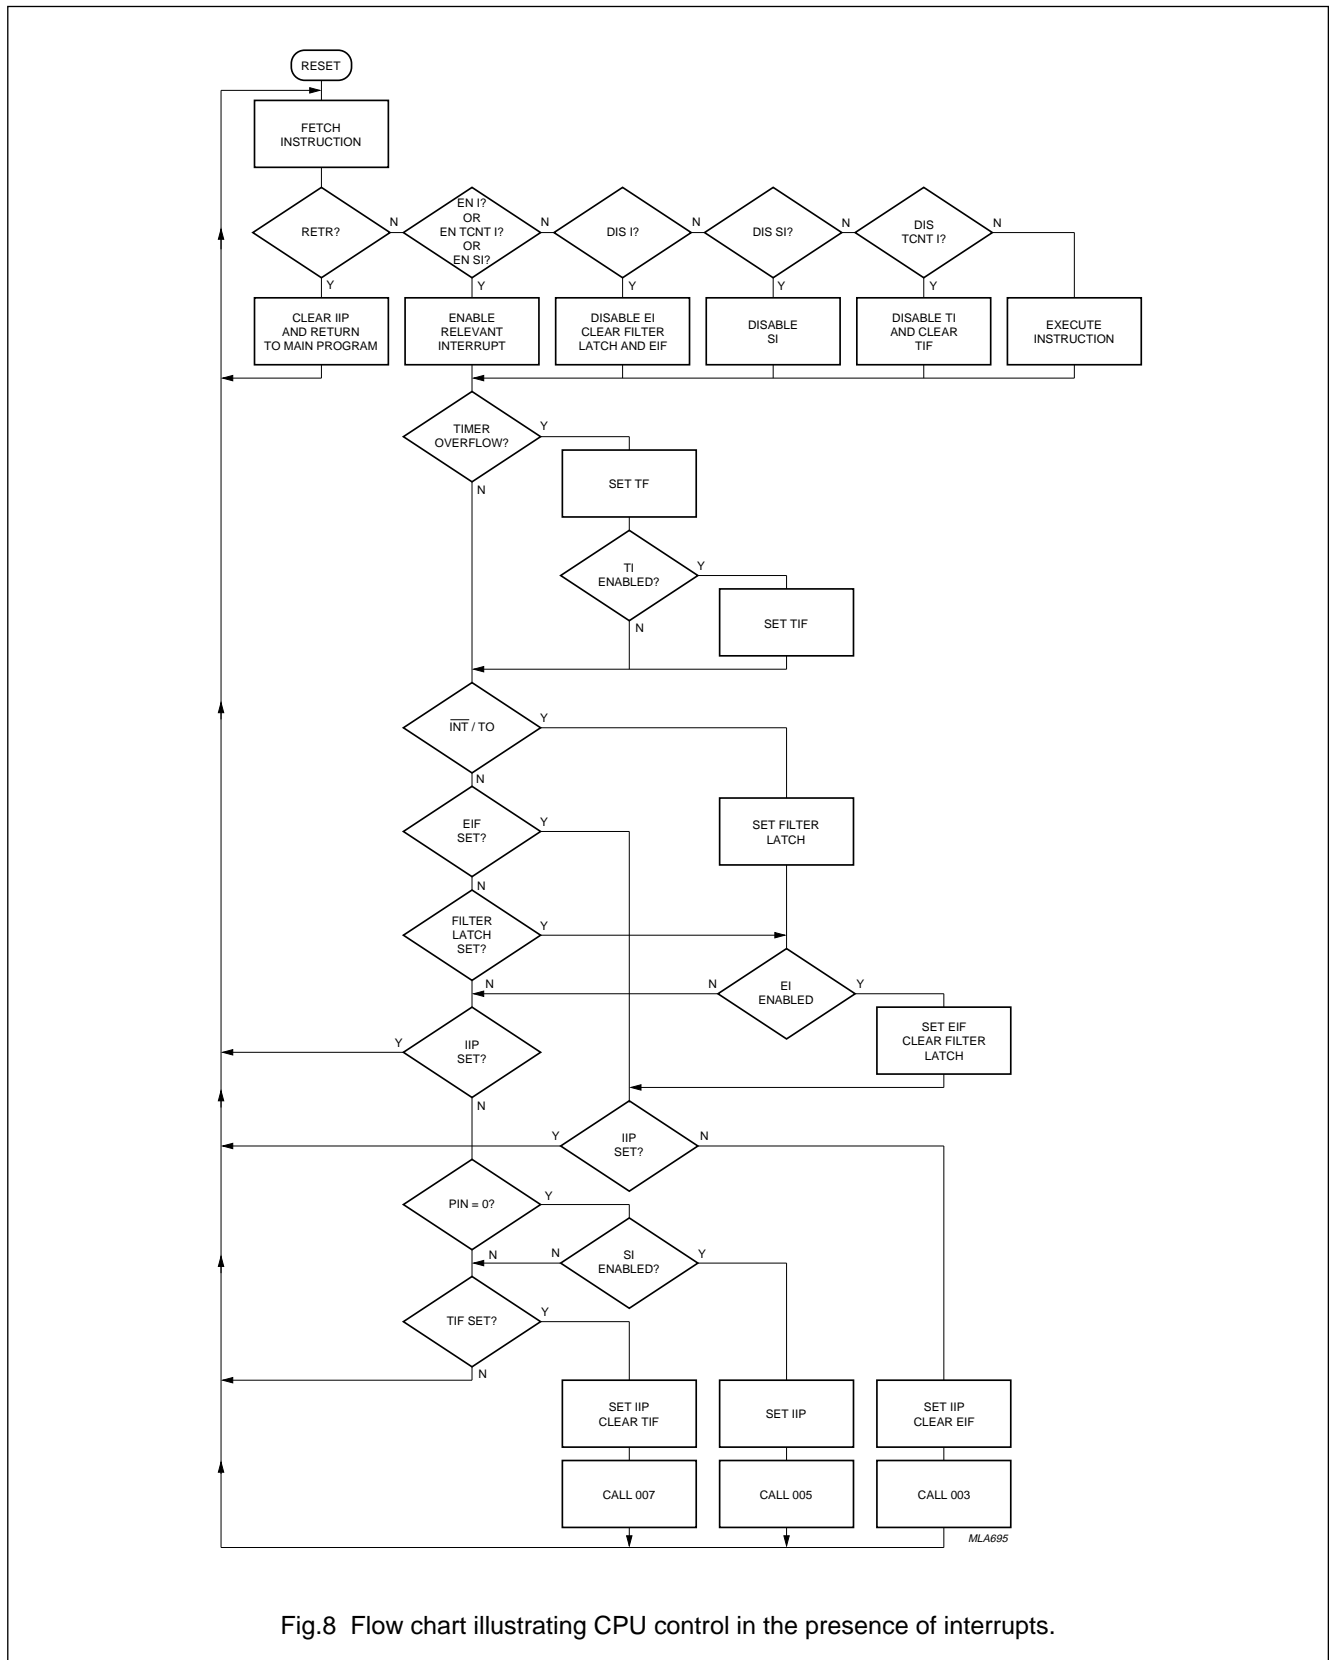 RESET
FETCH
INSTRUCTION
RETR?
N
Y
EN I?
OR
EN TCNT I?
OR
EN SI?
N
Y
DIS I?
N
Y
DIS SI?
N
Y
DIS
TCNT I?
N
Y
CLEAR IIP
AND RETURN
TO MAIN PROGRAM
ENABLE
RELEVANT
INTERRUPT
DISABLE EI
CLEAR FILTER
LATCH AND EIF
DISABLE
SI
DISABLE TI
AND CLEAR
TIF
EXECUTE
INSTRUCTION
TIMER
OVERFLOW?
Y
N
SET TF
TI
ENABLED?
Y
N
SET TIF
INT / TO
Y
N
EIF
SET?
Y
N
SET FILTER
LATCH
FILTER
LATCH
SET?
Y
N
EI
ENABLED
N
Y
SET EIF
CLEAR FILTER
LATCH
IIP
SET?
Y
N
IIP
SET?
Y
N
PIN = 0?
Y
N
SI
ENABLED?
N
Y
TIF SET?
Y
N
SET IIP
CLEAR TIF
SET IIP
SET IIP
CLEAR EIF
CALL 007
CALL 005
CALL 003
MLA695
Fig.8 Flow chart illustrating CPU control in the presence of interrupts.